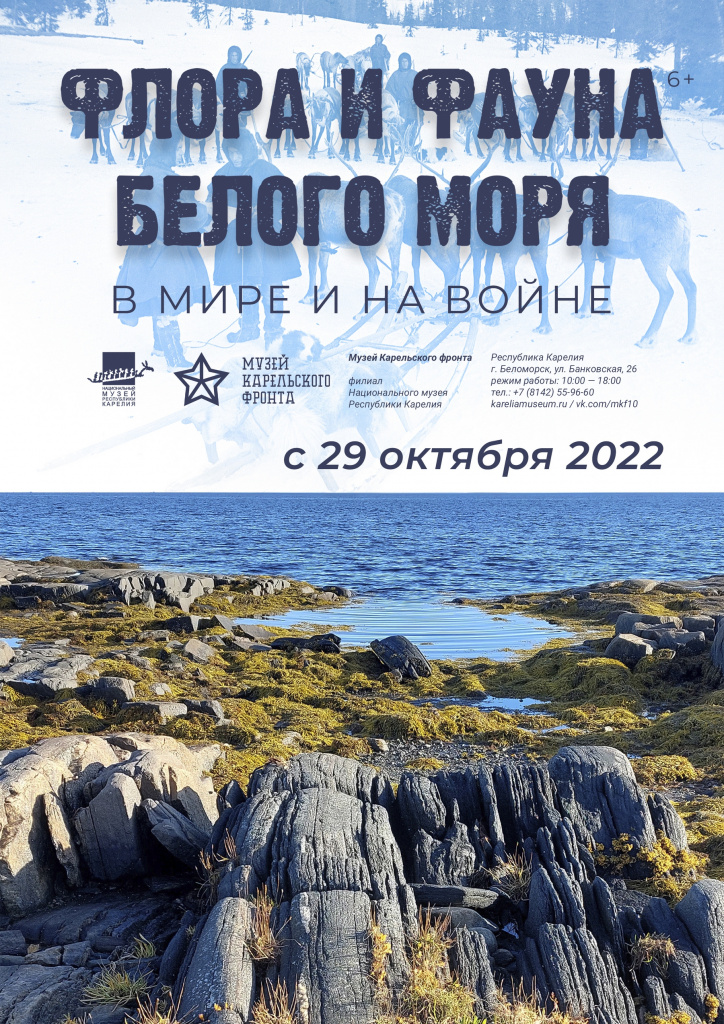 ФЛОРА И ФАУНА
6+
БЕЛОГО МОРЯ
В МИРЕ И НА ВОЙНЕ
НАЦИОНАЛЬНЫЙ
МУЗЕЙ
РЕСПУБЛИКИ
КАРЕЛИЯ
МУЗЕЙ
КАРЕЛЬСКОГО
ФРОНТА
Музей Карельского фронта
филиал
Национального музея
Республики Карелия
Республика Карелия
г. Беломорск, ул. Банковская, 26
режим работы: 10:00 — 18:00
тел.: +7 (8142) 55-96-60
kareliamuseum.ru / vk.com/mkf10
с 29 октября 2022